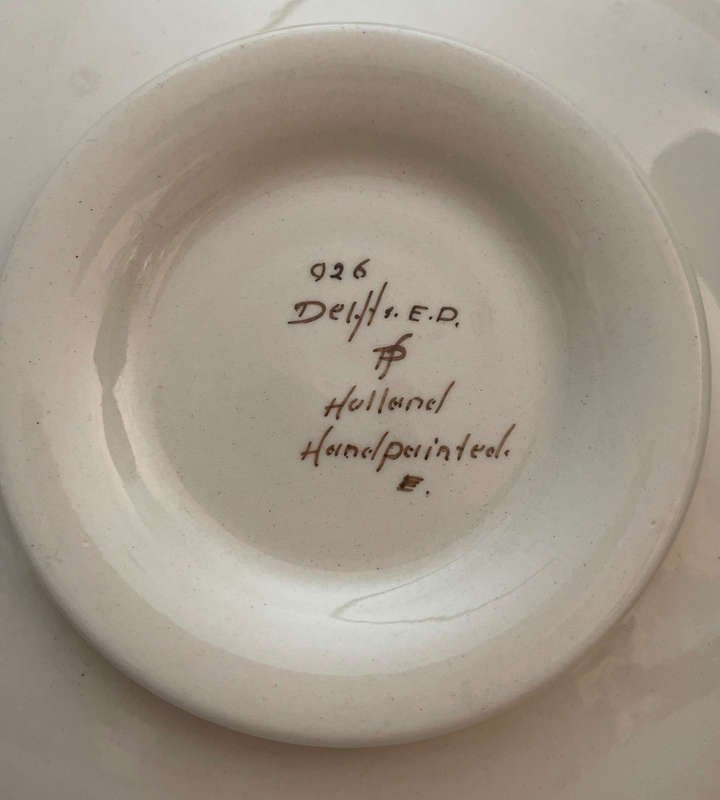 926
Delfts. E.D.
Holland
Handpainted.
E.